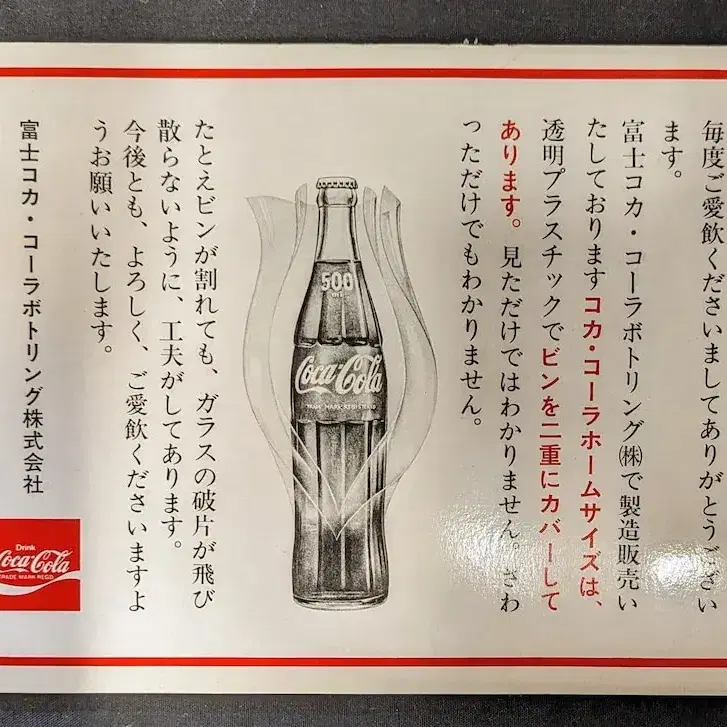 毎度ご愛飲くださいましてありがとうござい
ます。
富士コカ・コーラボトリング㈱で製造販売い
たしておりますコカ・コーラホームサイズは、
透明プラスチックでビンを二重にカバーして
あります。見ただけではわかりません。さわ
っただけでもわかりません。
500
ml
Coca-Cola
TRADE MARK REGISTERED
たとえビンが割れても、ガラスの破片が飛び
散らないように、工夫がしてあります。
今後とも、よろしく、ご愛飲くださいますよ
うお願いいたします。
富士コカ・コーラボトリング株式会社
Drink
Coca-Cola
TRADE MARK REGD